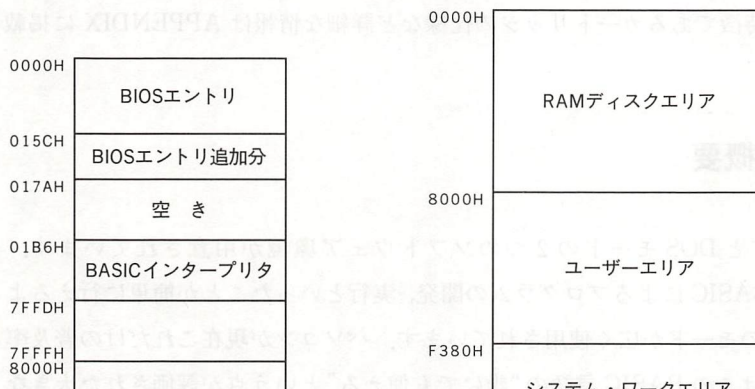 0000H
BIOSエントリ
015CH
BIOSエントリ追加分
017AH
空 き
01B6H
BASICインタープリタ
7FFDH
7FFFH
8000H
0000H
RAMディスクエリア
8000H
ユーザーエリア
F380H
システム・ワークエリア